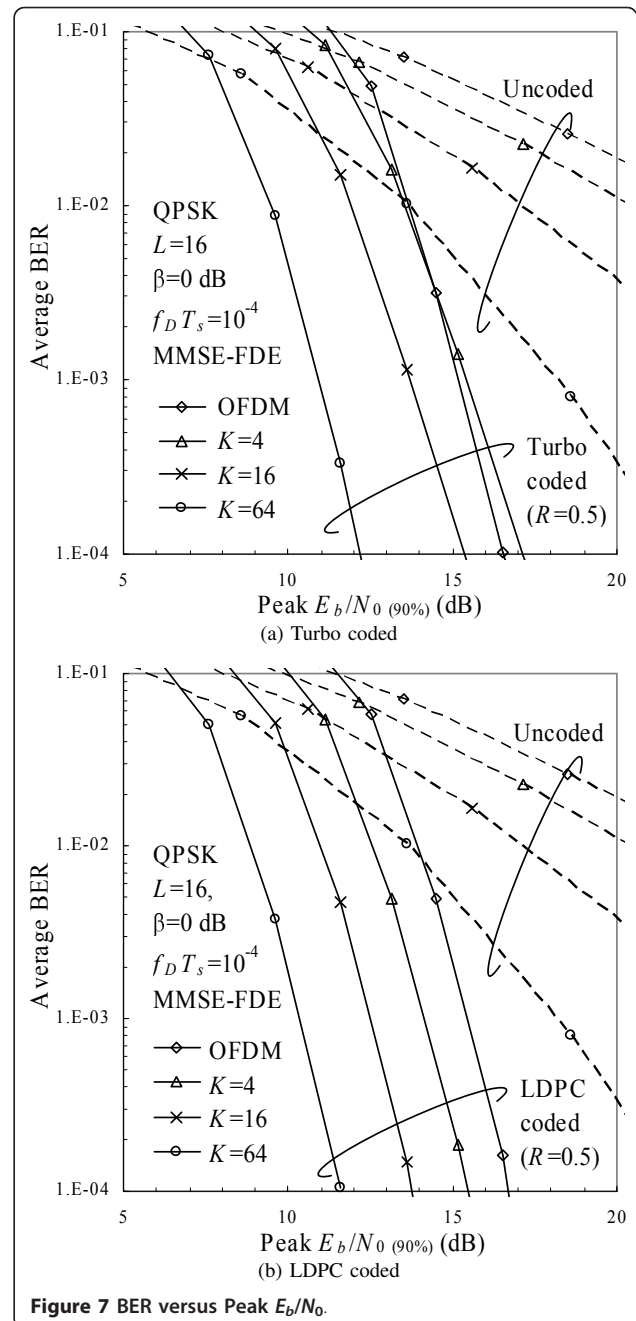 1.E-01
1.E-02
1.E-03
1.E-04
Average BER
Uncoded
QPSK
L=16
β=0 dB
f_D T_s=10^-4
MMSE-FDE
OFDM
K=4
K=16
K=64
Turbo
coded
(R=0.5)
5 10 15 20
Peak E_b/N_0 (90%) (dB)
(a) Turbo coded
1.E-01
1.E-02
1.E-03
1.E-04
Average BER
Uncoded
QPSK
L=16,
β=0 dB
f_D T_s=10^-4
MMSE-FDE
OFDM
K=4
K=16
K=64
LDPC
coded
(R=0.5)
5 10 15 20
Peak E_b/N_0 (90%) (dB)
(b) LDPC coded
Figure 7 BER versus Peak E_b/N_0.